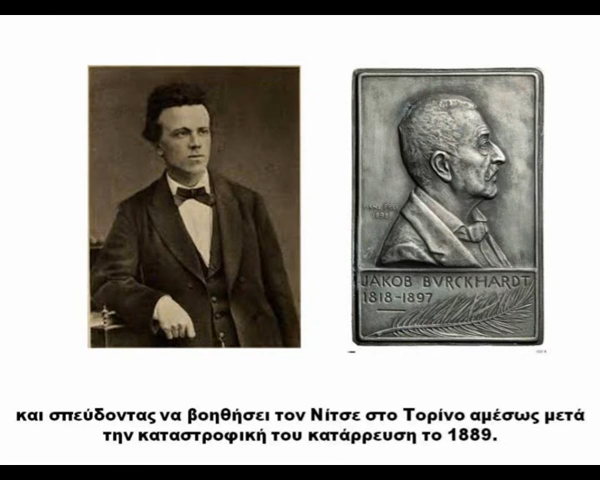 JAKOB BVRCKHARDT
1818-1897
και σπεύδοντας να βοηθήσει τον Νίτσε στο Τορίνο αμέσως μετά
την καταστροφική του κατάρρευση το 1889.